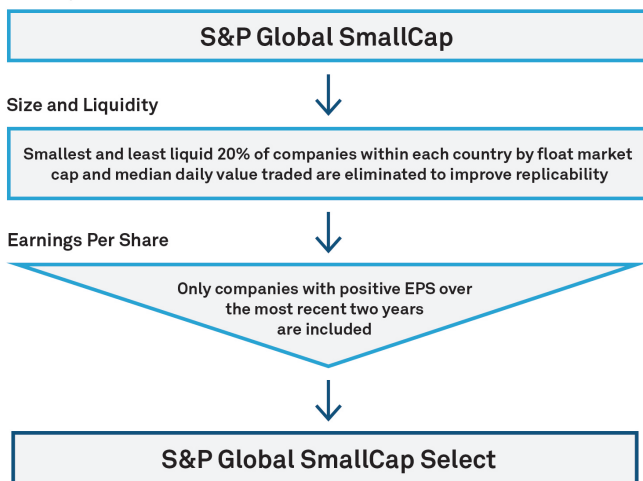 S&P Global SmallCap
Size and Liquidity
Smallest and least liquid 20% of companies within each country by float market
cap and median daily value traded are eliminated to improve replicability
Earnings Per Share
Only companies with positive EPS over
the most recent two years
are included
S&P Global SmallCap Select